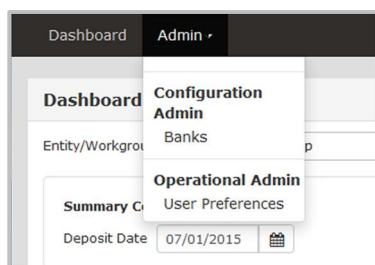 Dashboard Admin
Dashboard
Configuration
Admin
Banks
Entity/Workgrou p
Operational Admin
User Preferences
Summary C
Deposit Date 07/01/2015